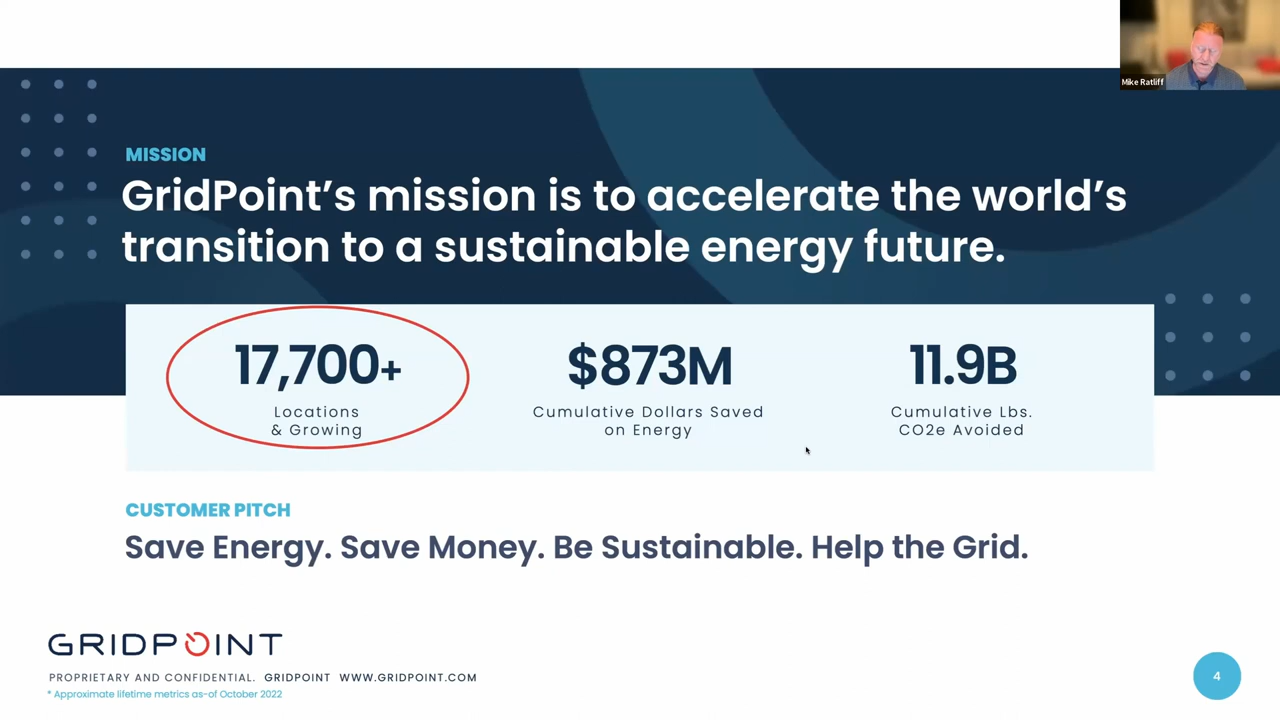 Mike Ratliff
MISSION
GridPoint’s mission is to accelerate the world’s
transition to a sustainable energy future.
17,700+
Locations
& Growing
$873M
Cumulative Dollars Saved
on Energy
11.9B
Cumulative Lbs.
CO2e Avoided
CUSTOMER PITCH
Save Energy. Save Money. Be Sustainable. Help the Grid.
GRIDPOINT
PROPRIETARY AND CONFIDENTIAL. GRIDPOINT WWW.GRIDPOINT.COM
* Approximate lifetime metrics as-of October 2022
4